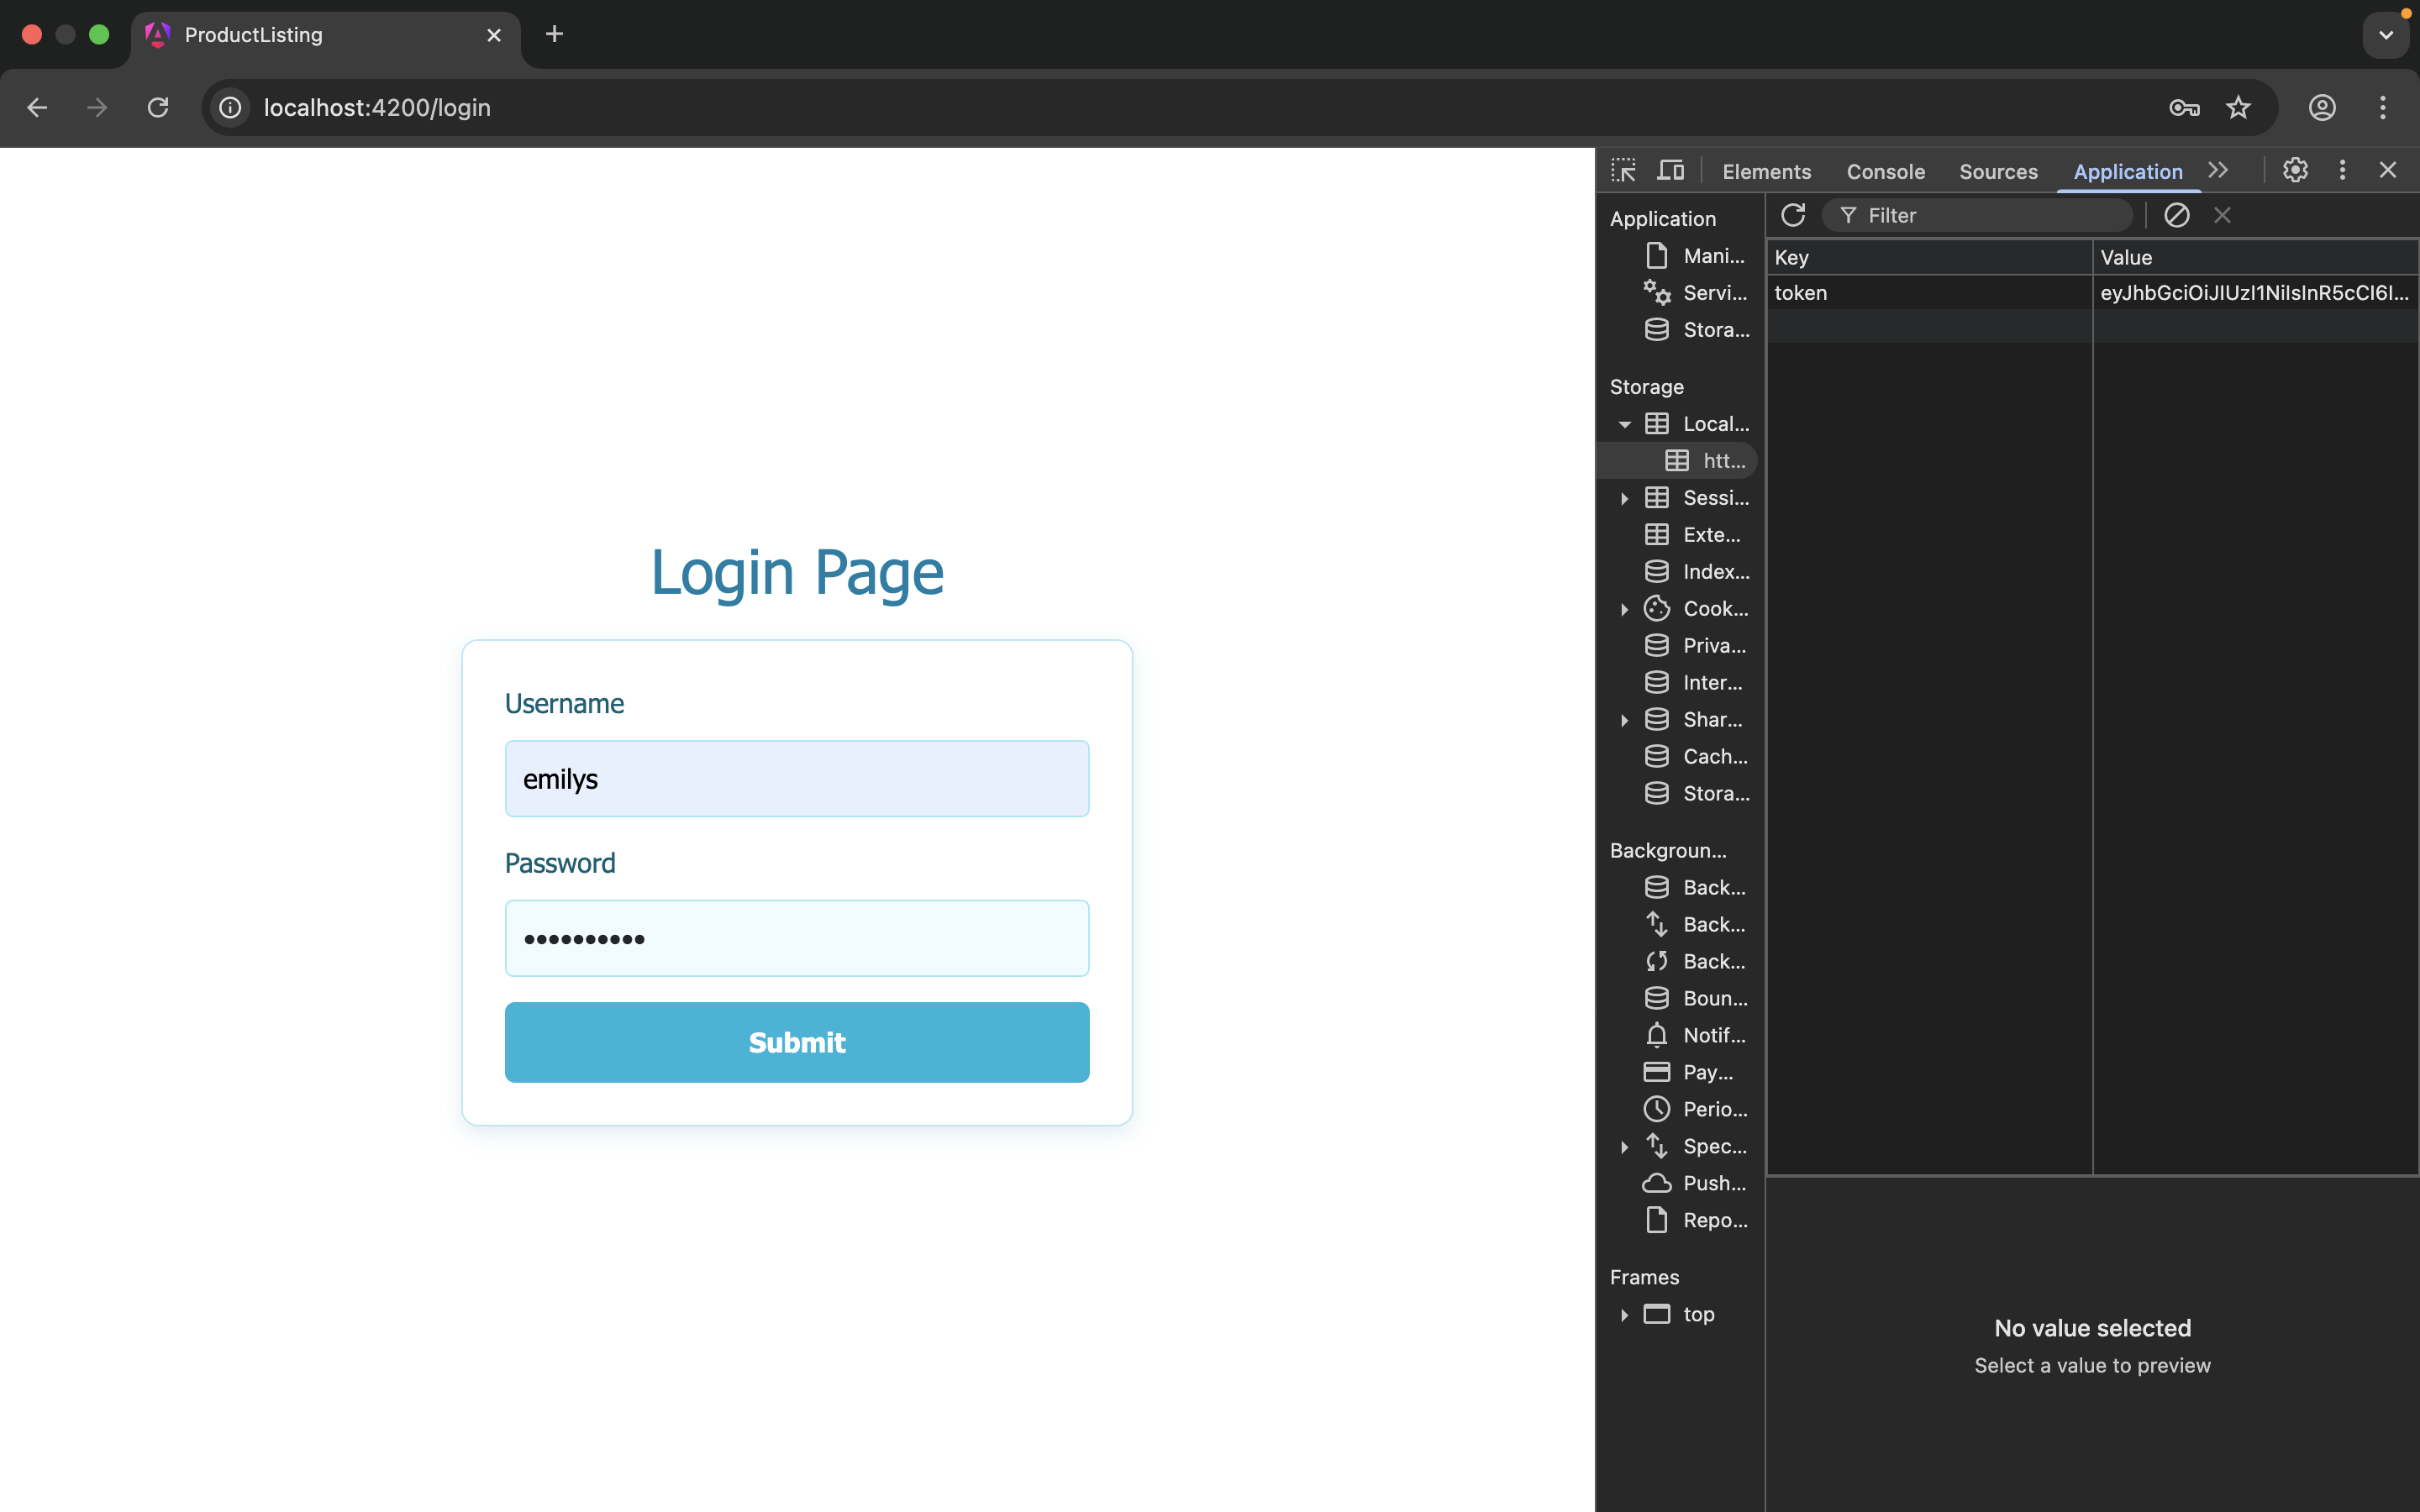 ProductListing
localhost:4200/login
Elements Console Sources Application
Application
Mani...
Servi...
Stora...
Storage
Local...
htt...
Sessi...
Exte...
Index...
Cook...
Priva...
Inter...
Shar...
Cach...
Stora...
Backgroun...
Back...
Back...
Back...
Boun...
Notif...
Pay...
Perio...
Spec...
Push...
Repo...
Frames
top
Filter
Key Value
token eyJhbGciOiJIUzI1NiIsInR5cCI6I...
No value selected
Select a value to preview
Login Page
Username
emilys
Password
••••••••••
Submit